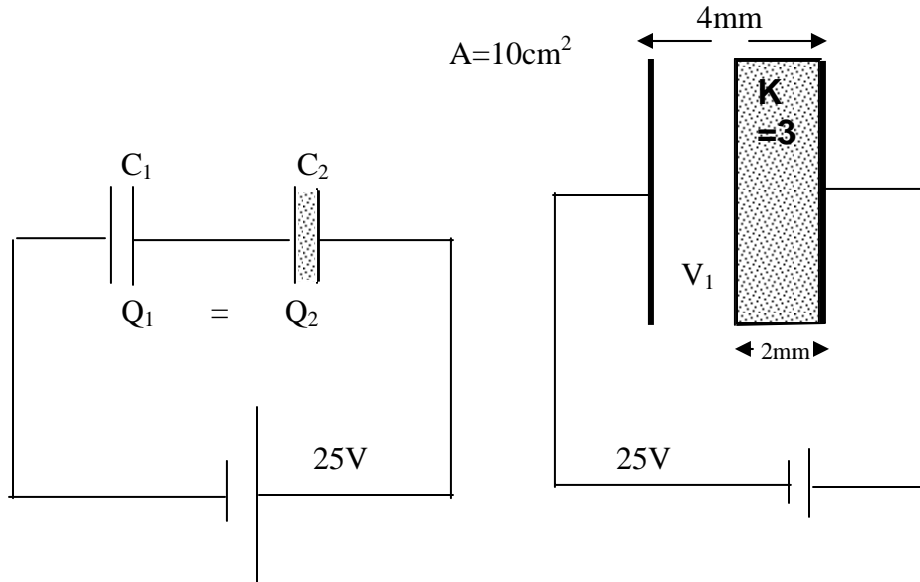 4mm
A=10cm²
K
=3
C₁ C₂
V₁
Q₁ = Q₂
2mm
25V
25V